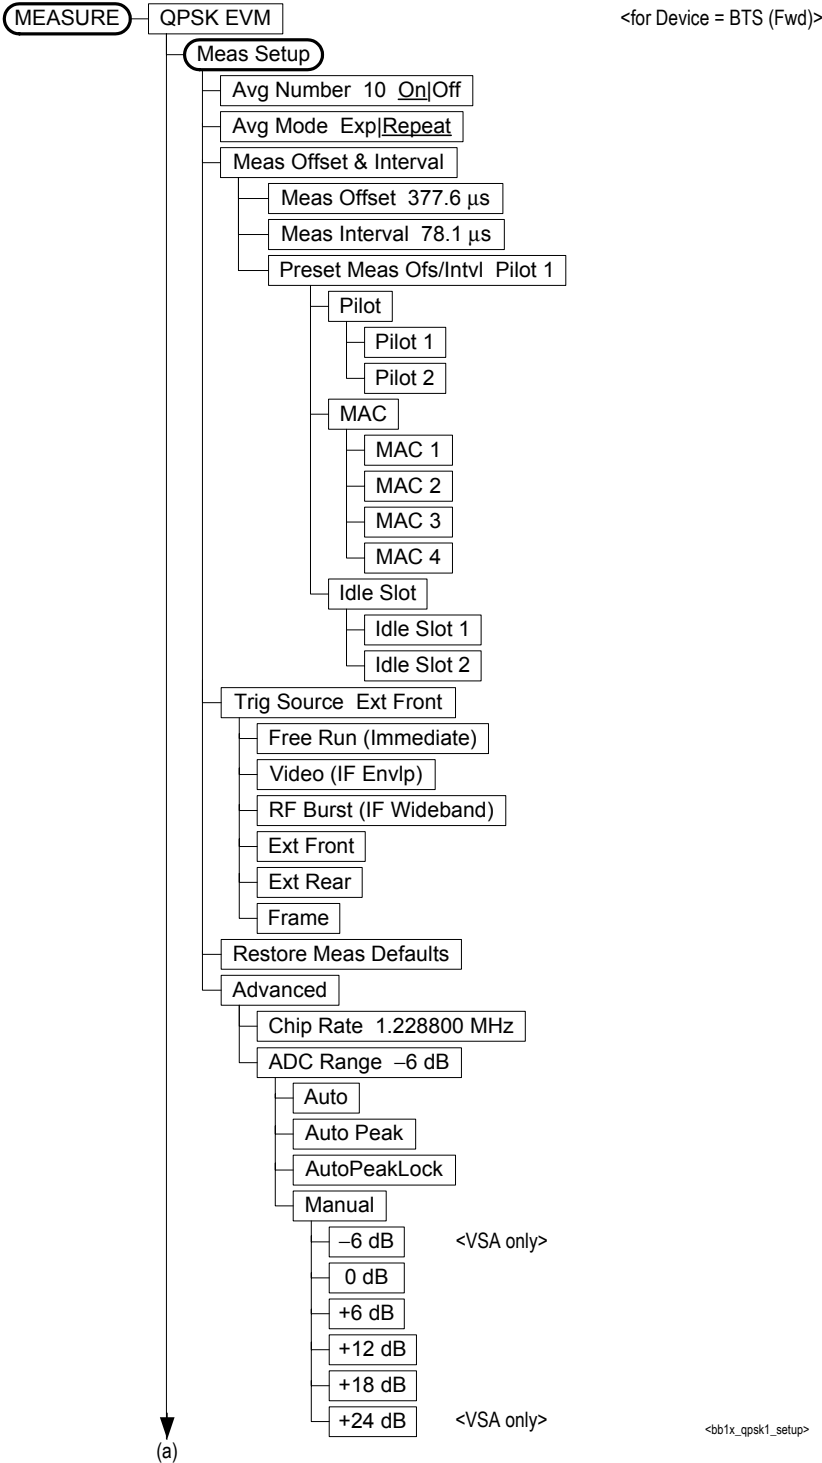 MEASURE QPSK EVM <for Device = BTS (Fwd)>
Meas Setup
Avg Number 10 On|Off
Avg Mode Exp|Repeat
Meas Offset & Interval
Meas Offset 377.6 μs
Meas Interval 78.1 μs
Preset Meas Ofs/Intvl Pilot 1
Pilot
Pilot 1
Pilot 2
MAC
MAC 1
MAC 2
MAC 3
MAC 4
Idle Slot
Idle Slot 1
Idle Slot 2
Trig Source Ext Front
Free Run (Immediate)
Video (IF Envlp)
RF Burst (IF Wideband)
Ext Front
Ext Rear
Frame
Restore Meas Defaults
Advanced
Chip Rate 1.228800 MHz
ADC Range –6 dB
Auto
Auto Peak
AutoPeakLock
Manual
–6 dB <VSA only>
0 dB
+6 dB
+12 dB
+18 dB
+24 dB <VSA only>
<bb1x_qpsk1_setup>
(a)